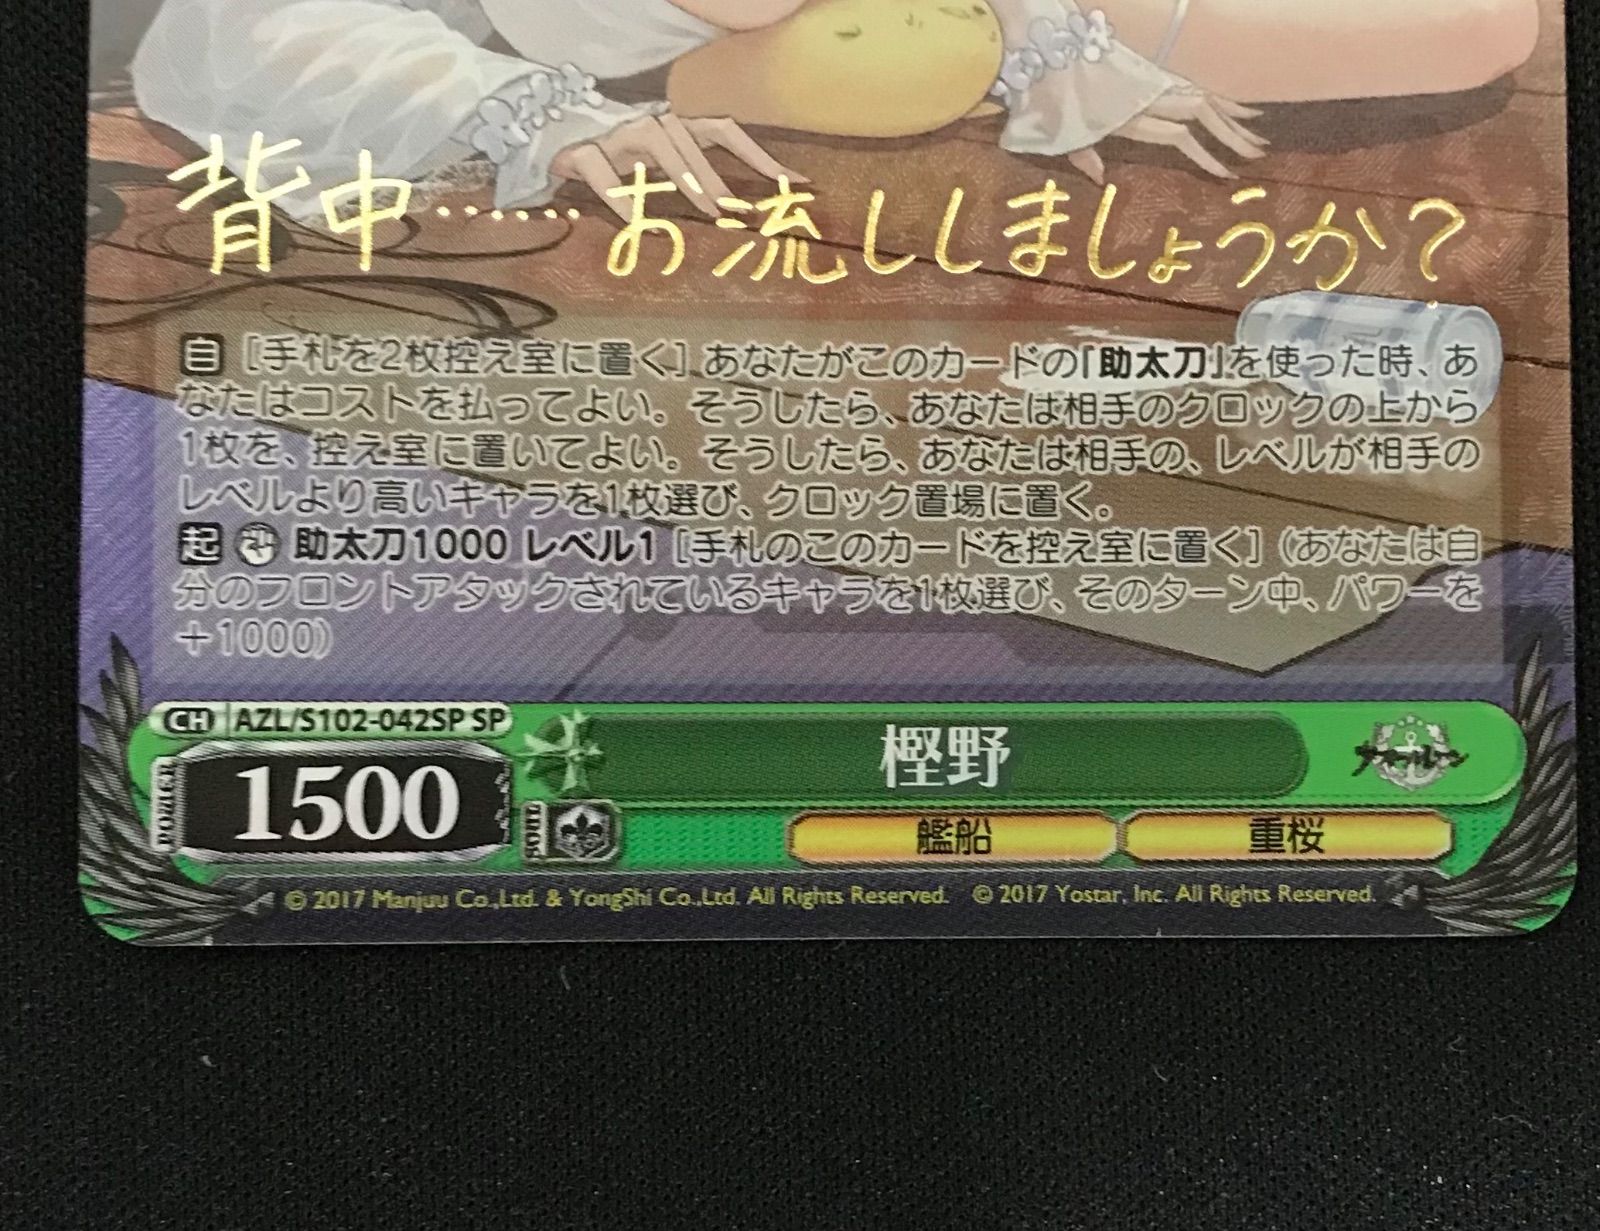 背中……お流ししましょうか?
自 [手札を2枚控え室に置く] あなたがこのカードの「助太刀」を使った時、あ
なたはコストを払ってよい。そうしたら、あなたは相手のクロックの上から
1枚を、控え室に置いてよい。そうしたら、あなたは相手の、レベルが相手の
レベルより高いキャラを1枚選び、クロック置場に置く。
起 助太刀1000 レベル1 [手札のこのカードを控え室に置く] (あなたは自
分のフロントアタックされているキャラを1枚選び、そのターン中、パワーを
+1000)
CH AZL/S102-042SP SP
樫野
アズールレーン
POWER
1500
SOUL
艦船
重桜
© 2017 Manjuu Co.,Ltd. & YongShi Co.,Ltd. All Rights Reserved. © 2017 Yostar, Inc. All Rights Reserved.